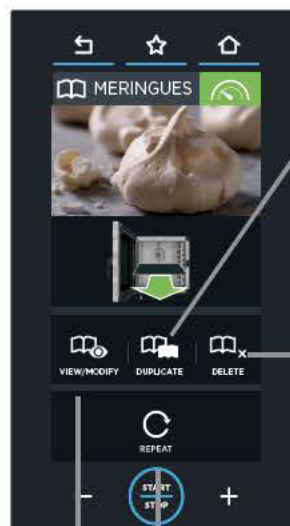 MERINGUES
VIEW/MODIFY DUPLICATE DELETE
REPEAT
- START +
STOP